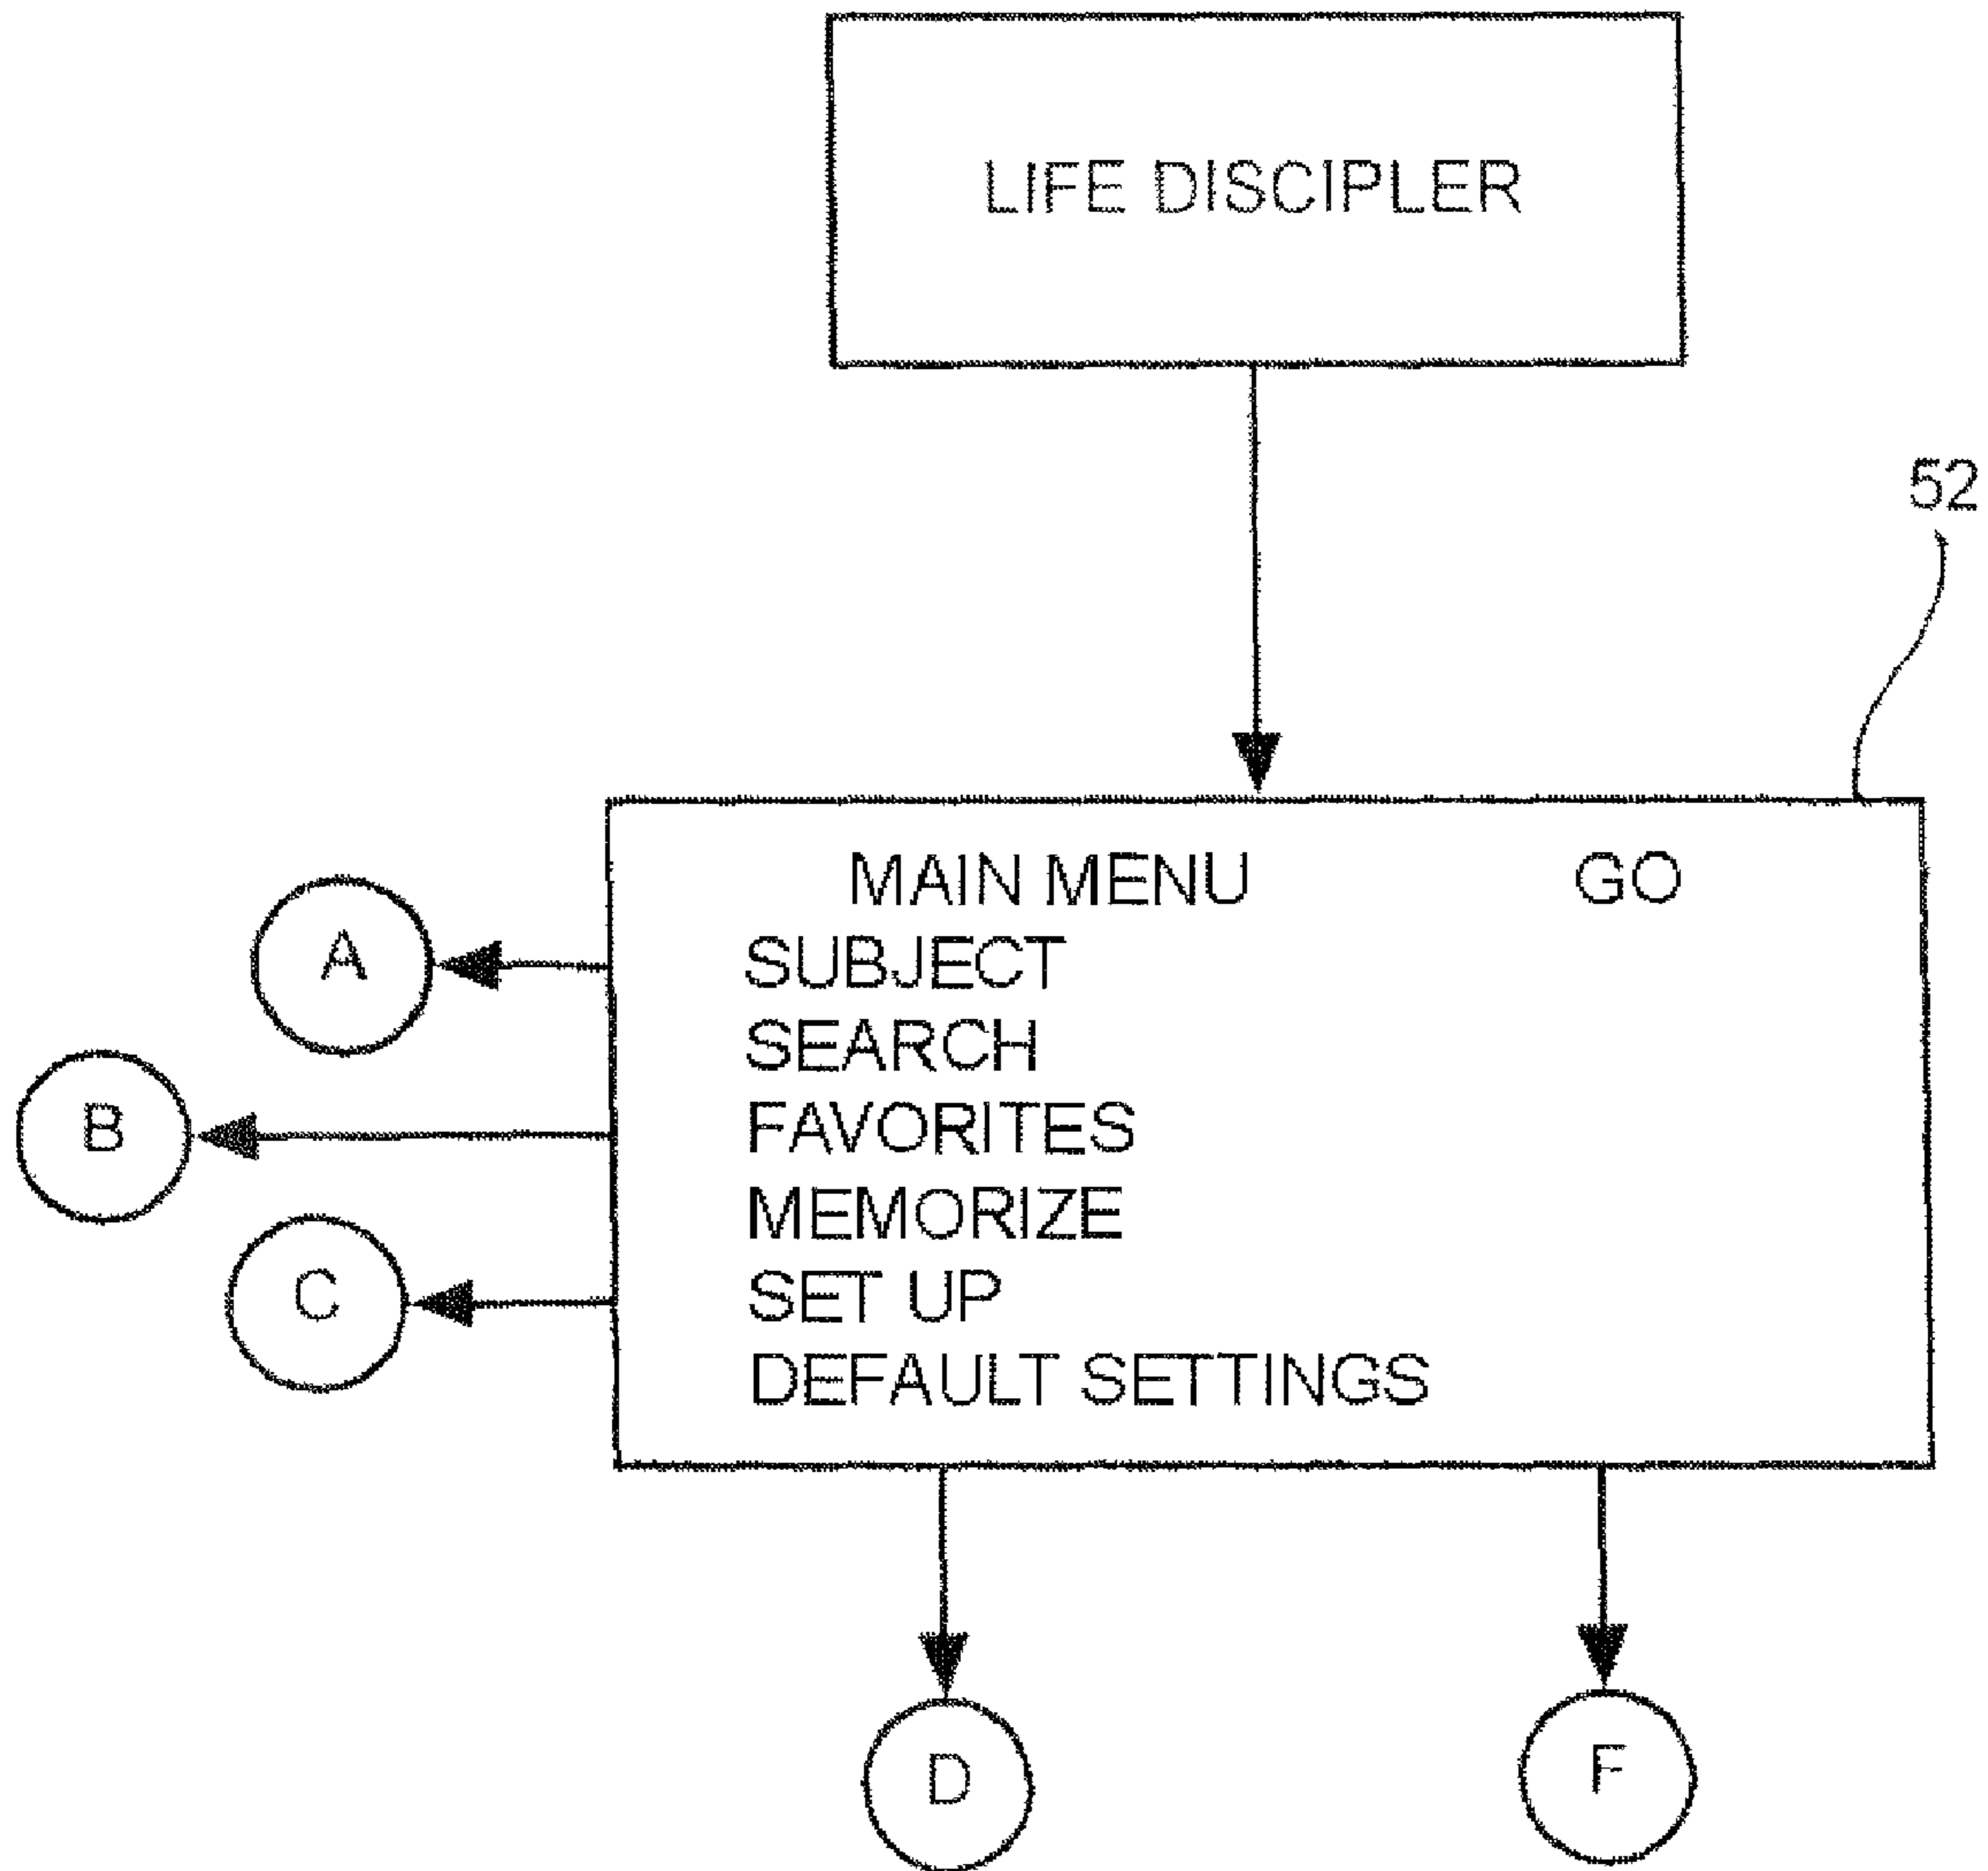 LIFE DISCIPLER
52
MAIN MENU GO
A
SUBJECT
SEARCH
B
FAVORITES
MEMORIZE
C
SET UP
DEFAULT SETTINGS
D
F